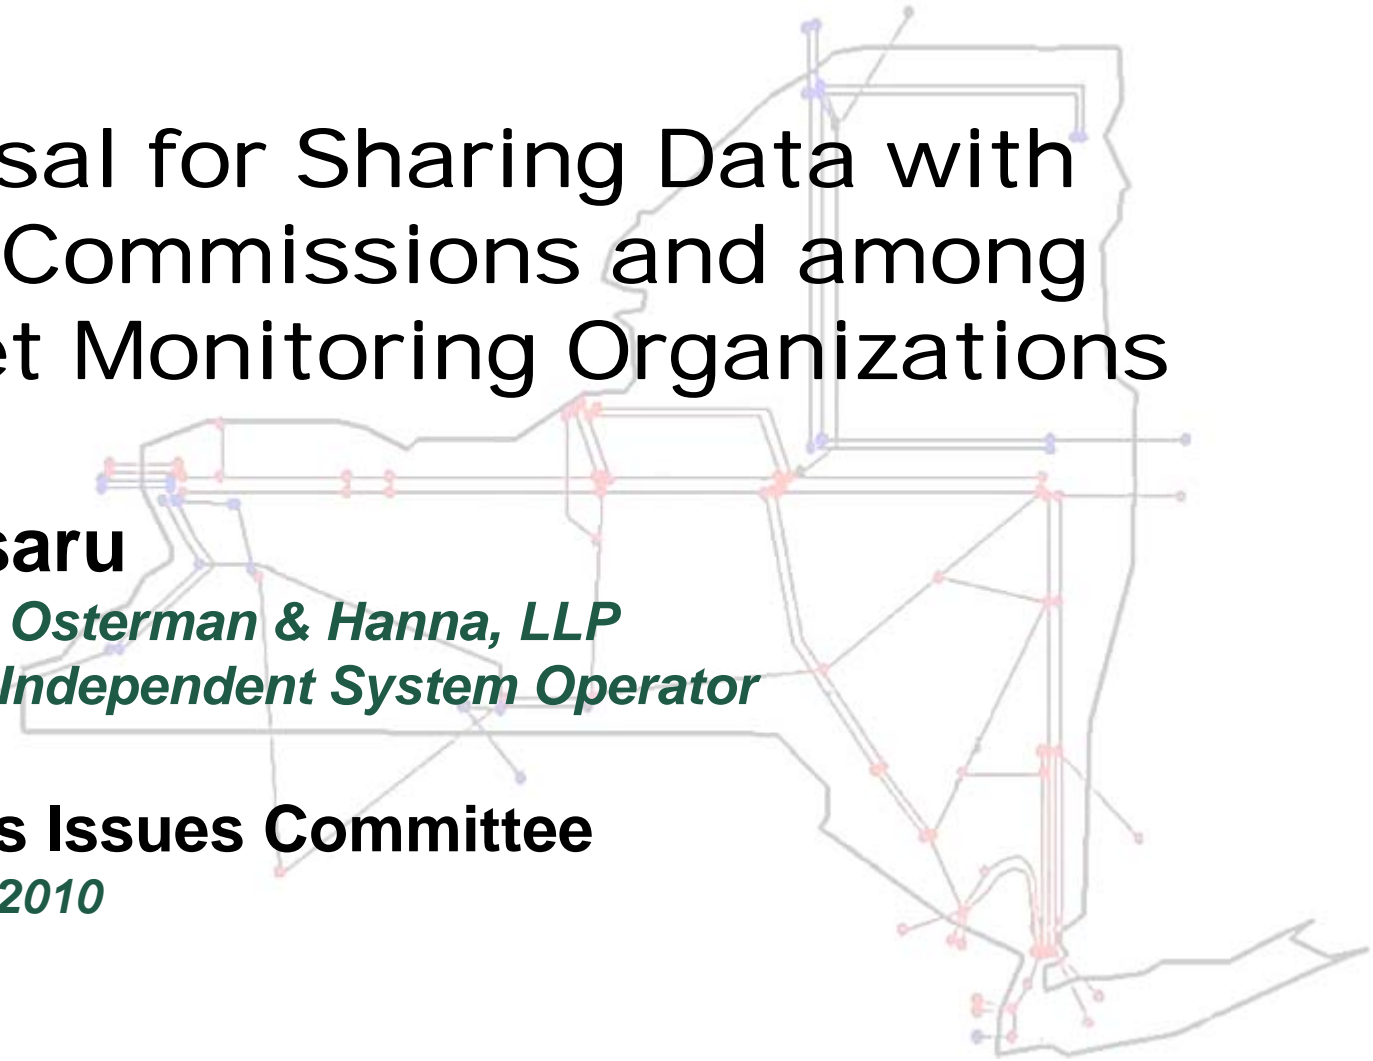 sal for Sharing Data with
Commissions and among
et Monitoring Organizations
saru
Osterman & Hanna, LLP
Independent System Operator
s Issues Committee
2010